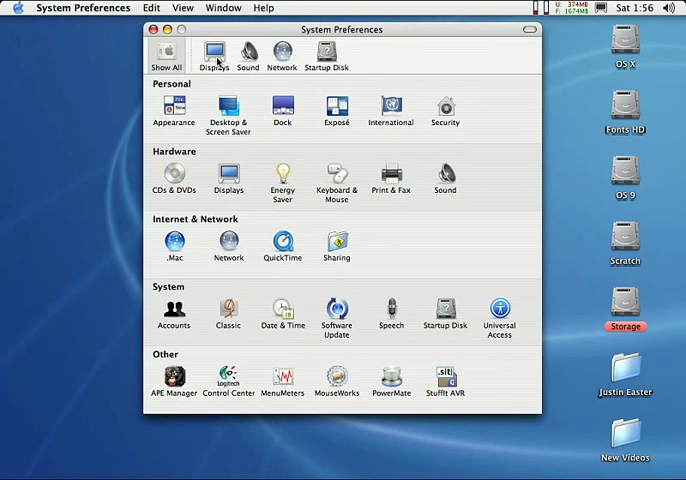 System Preferences Edit View Window Help U: 374MB F: 1674MB Sat 1:56
System Preferences
Show All Displays Sound Network Startup Disk
Personal
Appearance Desktop & Screen Saver Dock Exposé International Security
Hardware
CDs & DVDs Displays Energy Saver Keyboard & Mouse Print & Fax Sound
Internet & Network
.Mac Network QuickTime Sharing
System
Accounts Classic Date & Time Software Update Speech Startup Disk Universal Access
Other
APE Manager Logitech Control Center MenuMeters MouseWorks PowerMate .sit StuffIt AVR
OS X
Fonts HD
OS 9
Scratch
Storage
Justin Easter
New Videos